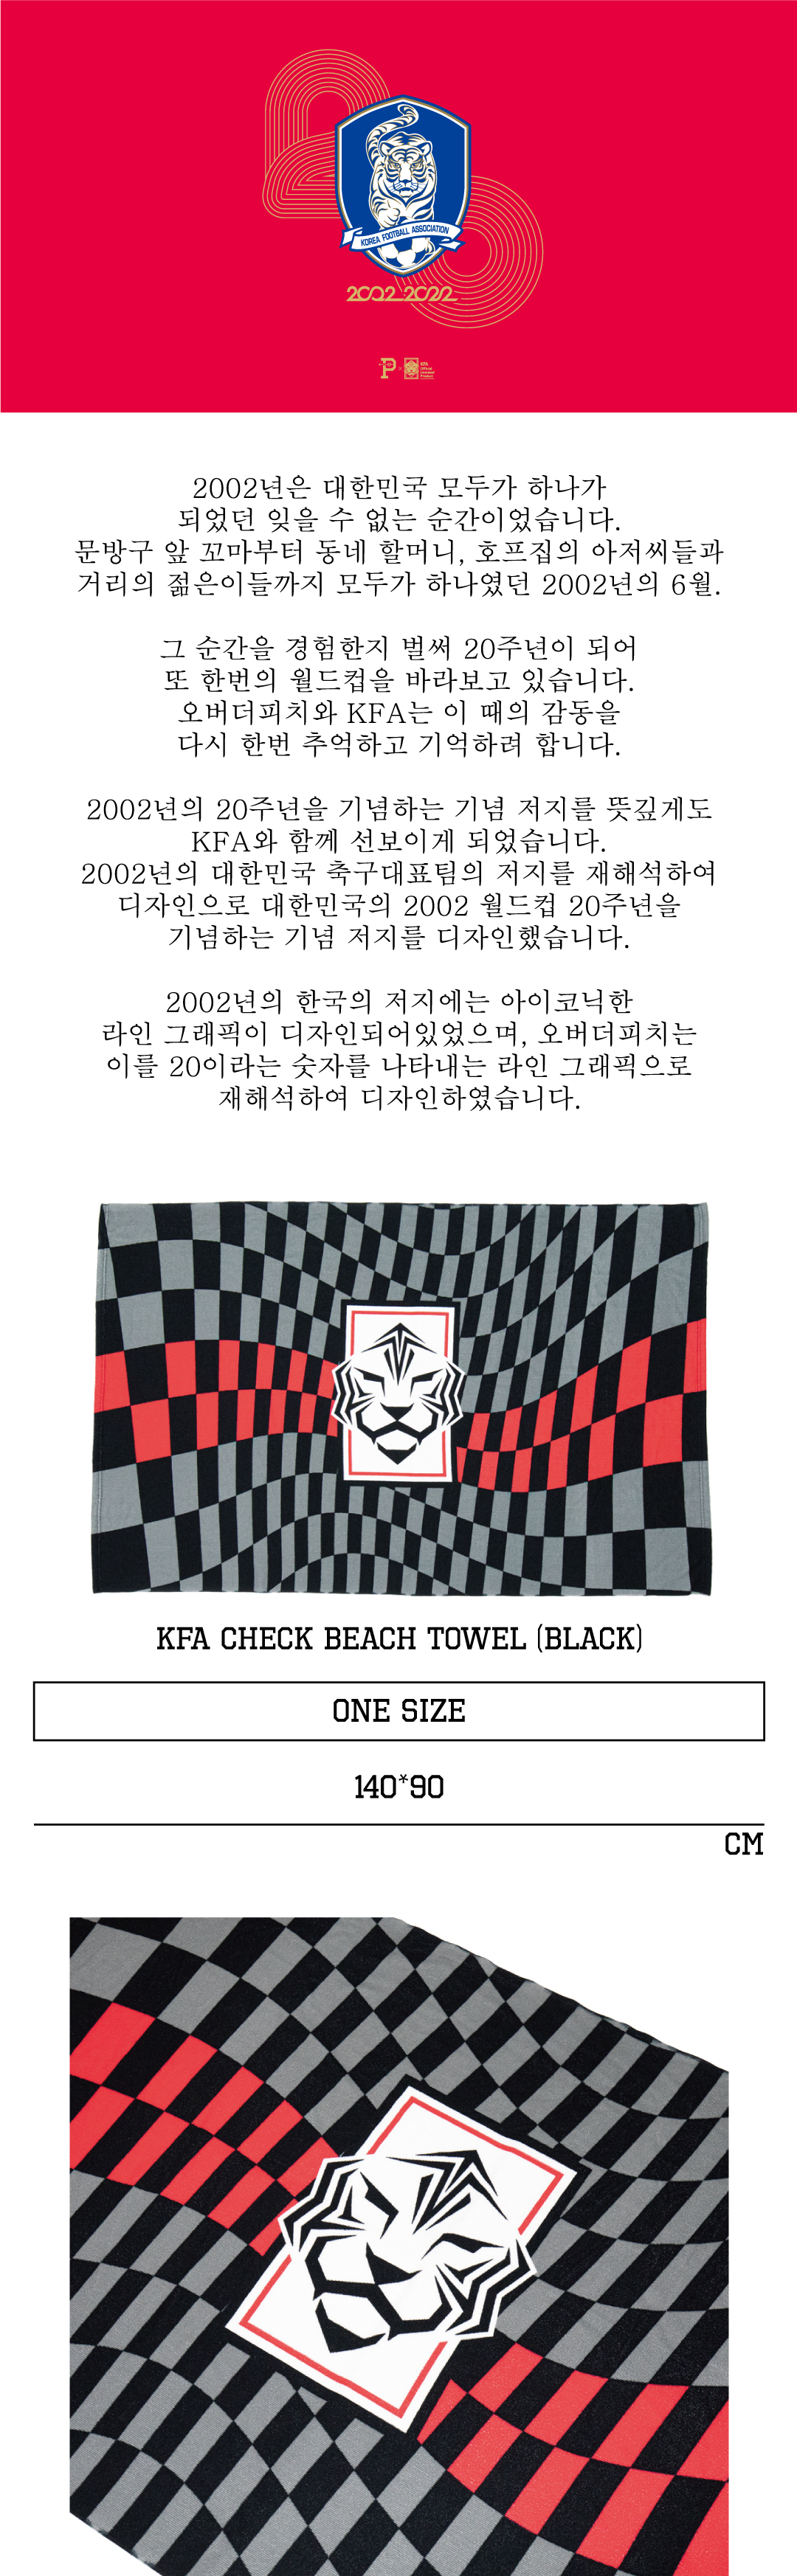 KOREA FOOTBALL ASSOCIATION
2002 2022
P × KFA
Official
Licensed
Product
2002년은 대한민국 모두가 하나가
되었던 잊을 수 없는 순간이었습니다.
문방구 앞 꼬마부터 동네 할머니, 호프집의 아저씨들과
거리의 젊은이들까지 모두가 하나였던 2002년의 6월.
그 순간을 경험한지 벌써 20주년이 되어
또 한번의 월드컵을 바라보고 있습니다.
오버더피치와 KFA는 이 때의 감동을
다시 한번 추억하고 기억하려 합니다.
2002년의 20주년을 기념하는 기념 저지를 뜻깊게도
KFA와 함께 선보이게 되었습니다.
2002년의 대한민국 축구대표팀의 저지를 재해석하여
디자인으로 대한민국의 2002 월드컵 20주년을
기념하는 기념 저지를 디자인했습니다.
2002년의 한국의 저지에는 아이코닉한
라인 그래픽이 디자인되어있었으며, 오버더피치는
이를 20이라는 숫자를 나타내는 라인 그래픽으로
재해석하여 디자인하였습니다.
KFA CHECK BEACH TOWEL (BLACK)
ONE SIZE
140*90
CM